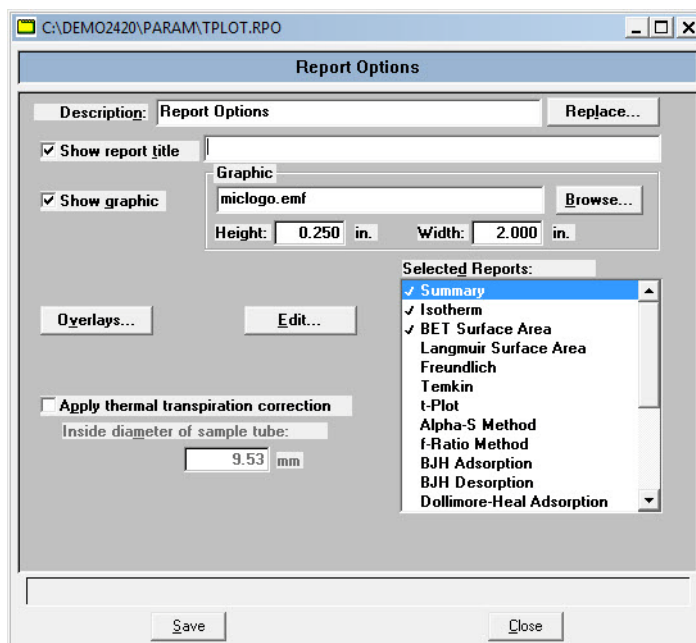 C:\DEMO2420\PARAM\TPLOT.RPO
Report Options
Description: Report Options Replace...
Show report title
Graphic
Show graphic miclogo.emf Browse...
Height: 0.250 in. Width: 2.000 in.
Selected Reports:
Summary
Overlays... Edit... Isotherm
BET Surface Area
Langmuir Surface Area
Freundlich
Temkin
Apply thermal transpiration correction t-Plot
Alpha-S Method
Inside diameter of sample tube: f-Ratio Method
9.53 mm BJH Adsorption
BJH Desorption
Dollimore-Heal Adsorption
Save Close